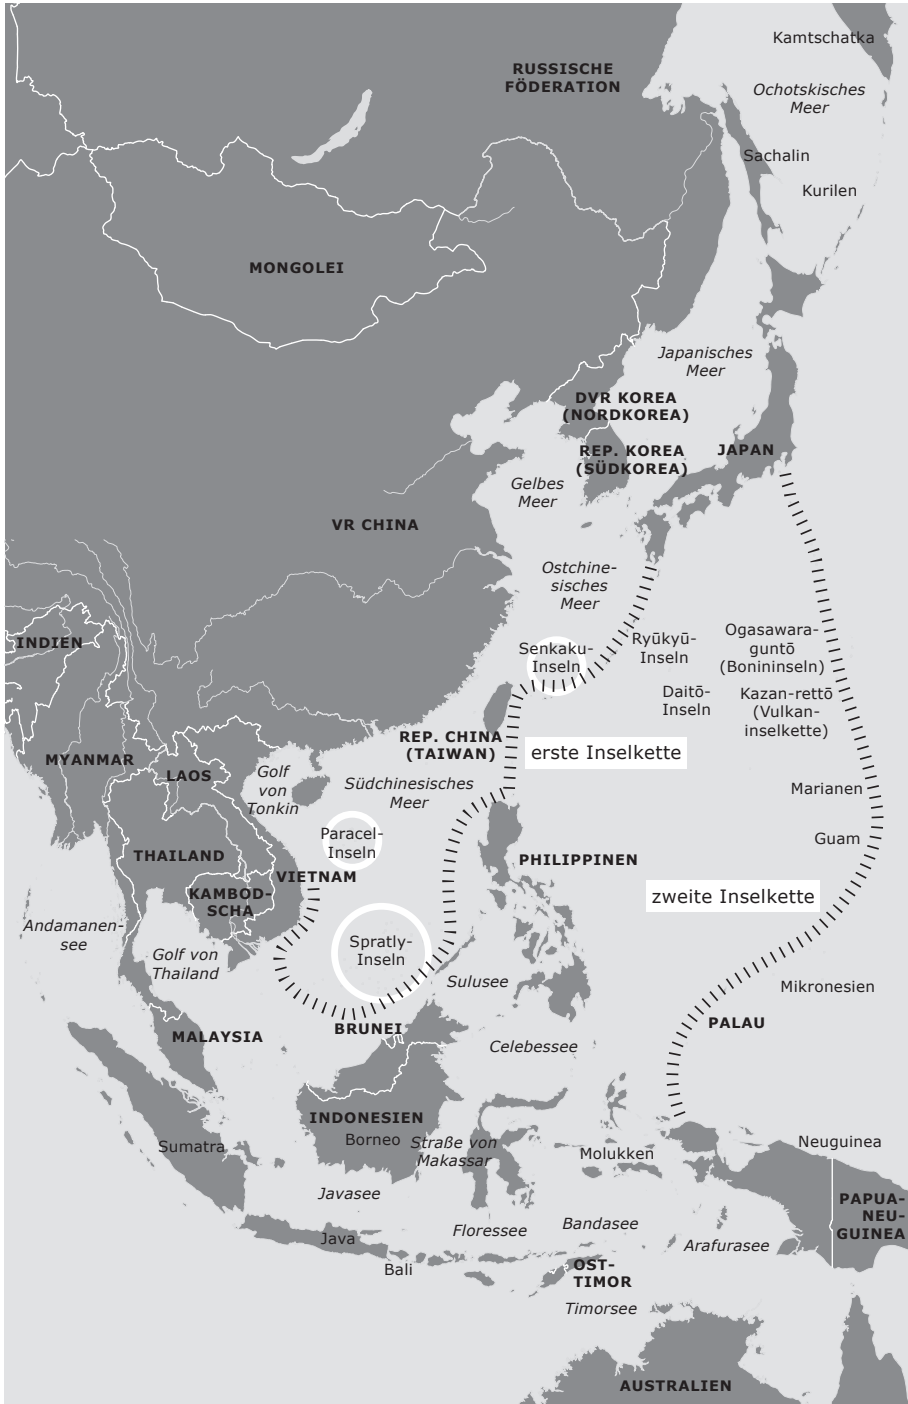 Kamtschatka
RUSSISCHE
FÖDERATION
Ochotskisches
Meer
Sachalin
Kurilen
MONGOLEI
Japanisches
Meer
DVR KOREA
(NORDKOREA)
REP. KOREA
(SÜDKOREA)
JAPAN
Gelbes
Meer
VR CHINA
Ostchine-
sisches
Meer
INDIEN
Senkaku-
Inseln
Ryūkyū-
Inseln
Ogasawara-
guntō
(Bonininseln)
Daitō-
Inseln
Kazan-rettō
(Vulkan-
inselkette)
REP. CHINA
(TAIWAN)
erste Inselkette
MYANMAR
LAOS
Golf
von
Tonkin
Südchinesisches
Meer
Marianen
Paracel-
Inseln
Guam
THAILAND
VIETNAM
PHILIPPINEN
KAMBOD-
SCHA
zweite Inselkette
Andamanen-
see
Golf von
Thailand
Spratly-
Inseln
Sulusee
Mikronesien
MALAYSIA
BRUNEI
PALAU
Celebessee
INDONESIEN
Borneo
Sumatra
Straße von
Makassar
Molukken
Neuguinea
Javasee
PAPUA-
NEU-
GUINEA
Java
Floressee
Bandasee
Arafurasee
Bali
OST-
TIMOR
Timorsee
AUSTRALIEN